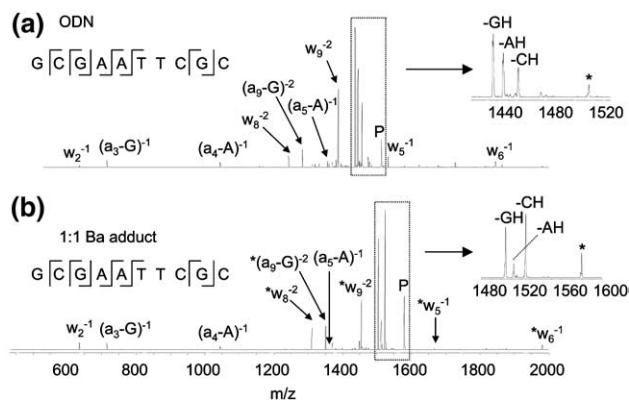 (a)
ODN
G C G A A T T C G C
w2-1
(a3-G)-1
(a4-A)-1
w8-2
(a9-G)-2
(a5-A)-1
w9-2
P
w5-1
w6-1
-GH
-AH
-CH
*
1440 1480 1520
(b)
1:1 Ba adduct
G C G A A T T C G C
w2-1
(a3-G)-1
(a4-A)-1
*w8-2
*(a9-G)-2
(a5-A)-1
*w9-2
P
*w5-1
*w6-1
-GH
-AH
-CH
*
1480 1520 1560 1600
600 800 1000 1200 1400 1600 1800 2000
m/z